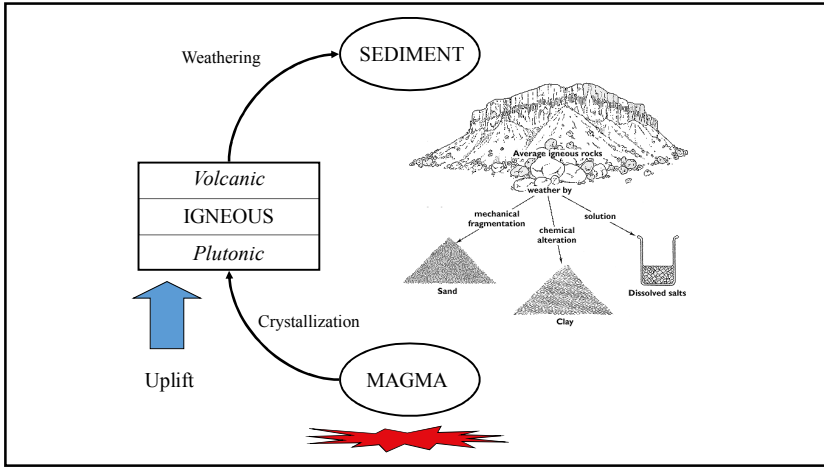 Weathering
SEDIMENT
Volcanic
IGNEOUS
Plutonic
Crystallization
Uplift
MAGMA
Average igneous rocks
weather by
mechanical
fragmentation
chemical
alteration
solution
Sand
Clay
Dissolved salts